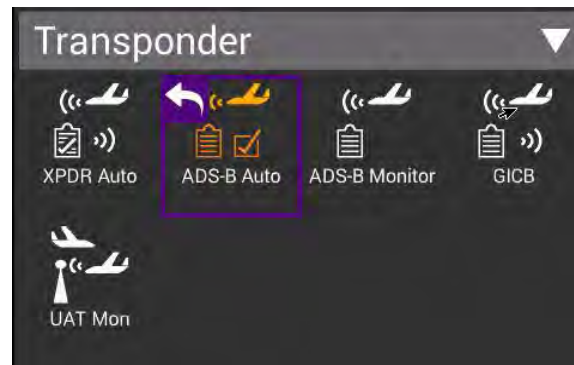 Transponder
XPDR Auto
ADS-B Auto
ADS-B Monitor
GICB
UAT Mon